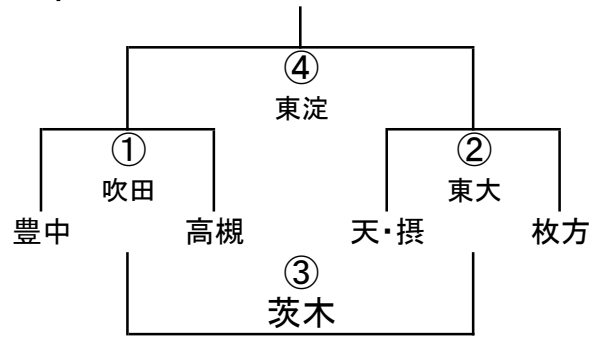 ④
東淀
① ②
吹田 東大
豊中 高槻 天・摂 枚方
③
茨木